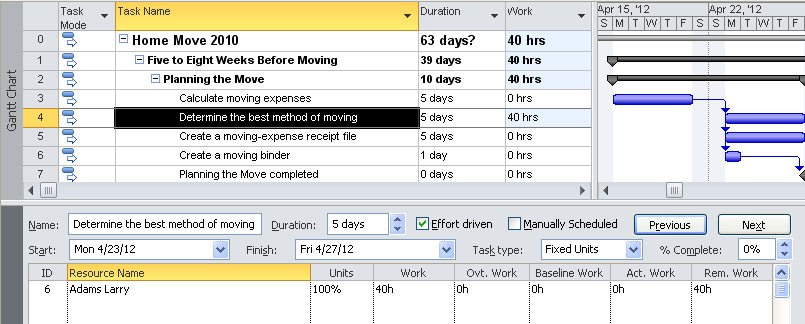 Task Mode Task Name Duration Work Apr 15, '12 Apr 22, '12
S M T W T F S S M T W T F
0 Home Move 2010 63 days? 40 hrs
1 Five to Eight Weeks Before Moving 39 days 40 hrs
2 Planning the Move 10 days 40 hrs
3 Calculate moving expenses 5 days 0 hrs
4 Determine the best method of moving 5 days 40 hrs
5 Create a moving-expense receipt file 5 days 0 hrs
6 Create a moving binder 1 day 0 hrs
7 Planning the Move completed 0 days 0 hrs
Gantt Chart
Name: Determine the best method of moving Duration: 5 days Effort driven Manually Scheduled Previous Next
Start: Mon 4/23/12 Finish: Fri 4/27/12 Task type: Fixed Units % Complete: 0%
ID Resource Name Units Work Ovt. Work Baseline Work Act. Work Rem. Work
6 Adams Larry 100% 40h 0h 0h 0h 40h